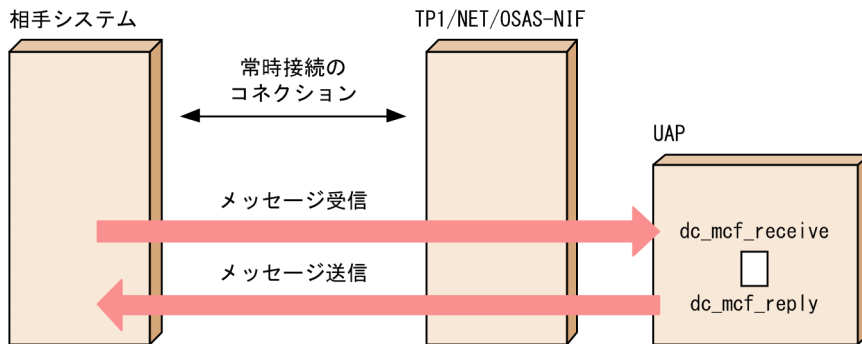 相手システム
TP1/NET/OSAS-NIF
常時接続の
コネクション
UAP
メッセージ受信
dc_mcf_receive
メッセージ送信
dc_mcf_reply